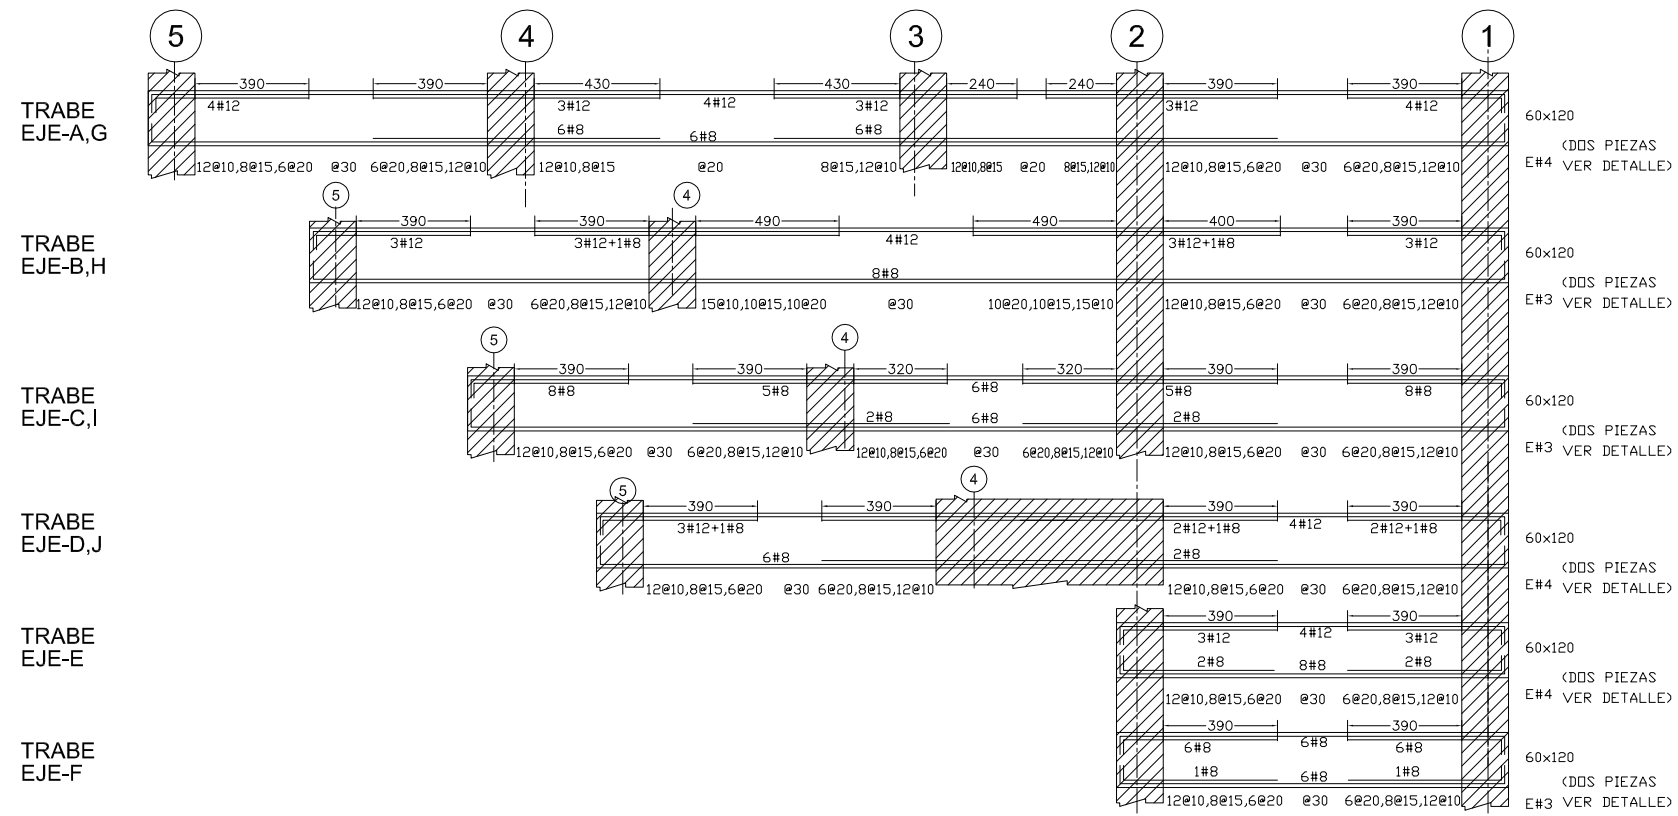 5 4 3 2 1
390 390 430 430 240 240 390 390
TRABE
EJE-A,G
4#12 3#12 4#12 3#12 3#12 4#12
6#8 6#8 6#8
60x120
(DOS PIEZAS
12@10,8@15,6@20 @30 6@20,8@15,12@10 12@10,8@15 @20 8@15,12@10 12@10,8@15 @20 8@15,12@10 12@10,8@15,6@20 @30 6@20,8@15,12@10
E#4 VER DETALLE)
5 4
390 390 490 490 400 390
TRABE
EJE-B,H
3#12 3#12+1#8 4#12 3#12+1#8 3#12
8#8
60x120
(DOS PIEZAS
12@10,8@15,6@20 @30 6@20,8@15,12@10 15@10,10@15,10@20 @30 10@20,10@15,15@10 12@10,8@15,6@20 @30 6@20,8@15,12@10
E#3 VER DETALLE)
5 4
390 390 320 320 390 390
TRABE
EJE-C,I
8#8 5#8 6#8 5#8 8#8
2#8 6#8 2#8
60x120
(DOS PIEZAS
12@10,8@15,6@20 @30 6@20,8@15,12@10 12@10,8@15,6@20 @30 6@20,8@15,12@10 12@10,8@15,6@20 @30 6@20,8@15,12@10
E#3 VER DETALLE)
5 4
390 390 390 390
TRABE
EJE-D,J
3#12+1#8 2#12+1#8 4#12 2#12+1#8
6#8 2#8
60x120
(DOS PIEZAS
12@10,8@15,6@20 @30 6@20,8@15,12@10 12@10,8@15,6@20 @30 6@20,8@15,12@10
E#4 VER DETALLE)
390 390
TRABE
EJE-E
3#12 4#12 3#12
2#8 8#8 2#8
60x120
(DOS PIEZAS
12@10,8@15,6@20 @30 6@20,8@15,12@10
E#4 VER DETALLE)
390 390
TRABE
EJE-F
6#8 6#8 6#8
1#8 6#8 1#8
60x120
(DOS PIEZAS
12@10,8@15,6@20 @30 6@20,8@15,12@10
E#3 VER DETALLE)